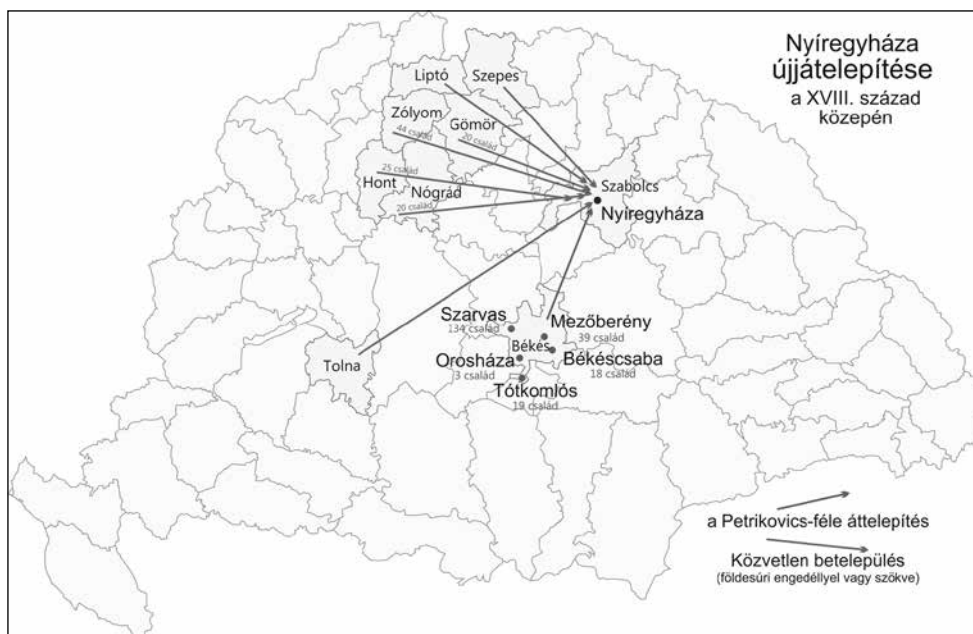 Nyíregyháza
újjátelepítése
a XVIII. század
közepén
Liptó
Szepes
Zólyom
44 család
Gömör
20 család
25 család
Hont
Nógrád
20 család
Szabolcs
Nyíregyháza
Szarvas
134 család
Mezőberény
39 család
Békés
Orosháza
3 család
Békéscsaba
18 család
Tótkomlós
19 család
Tolna
a Petrikovics-féle áttelepítés
Közvetlen betelepülés
(földesúri engedéllyel vagy szökve)